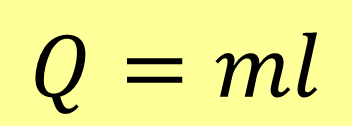 Q = ml